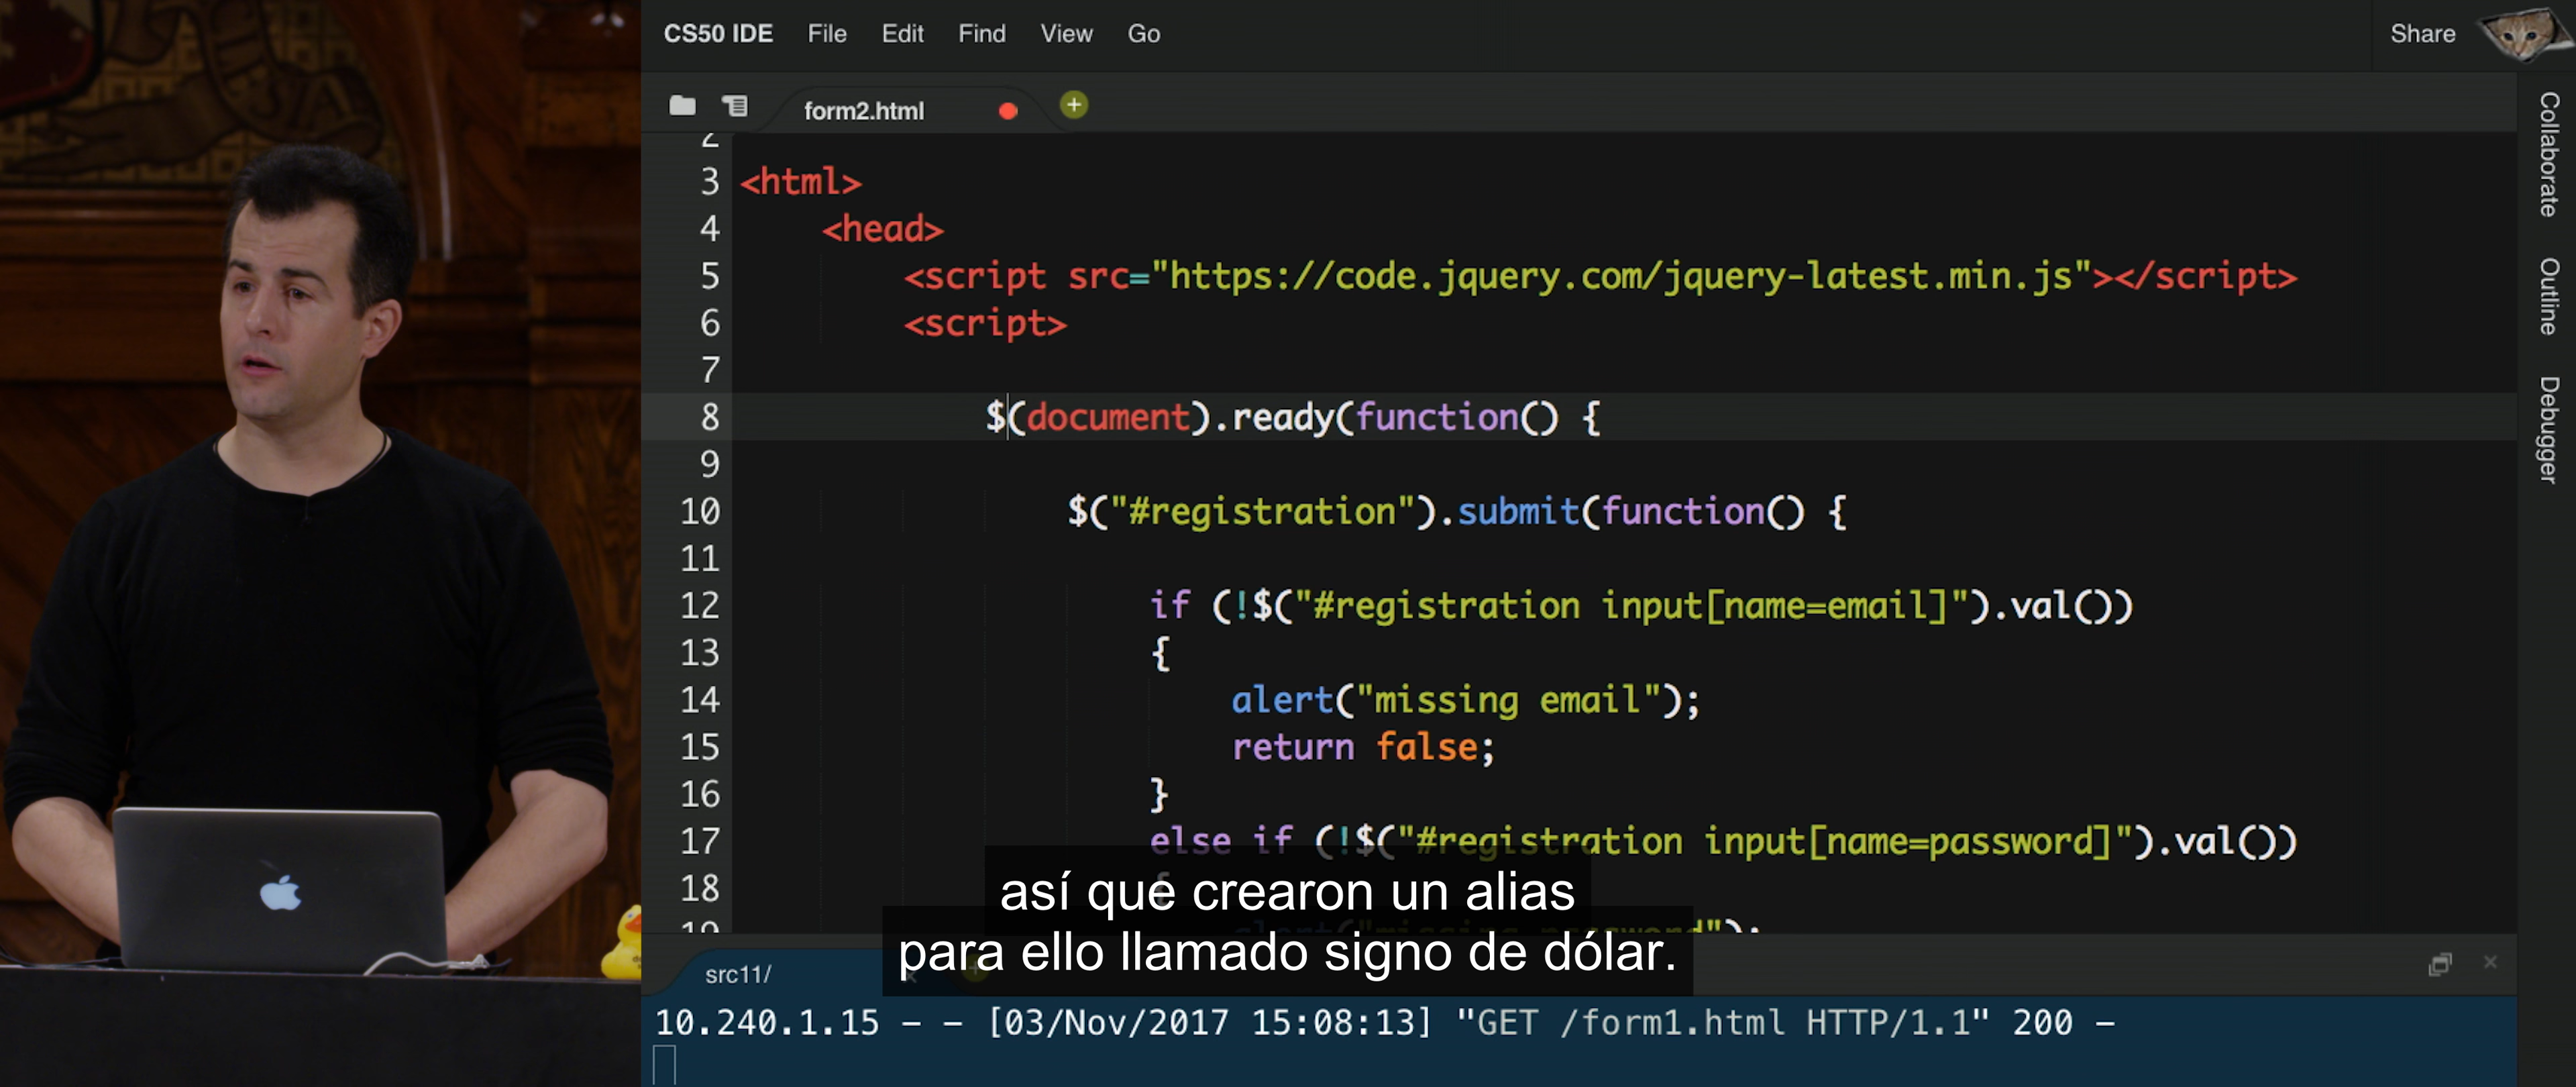 CS50 IDE File Edit Find View Go Share
form2.html
2
3 <html>
4 <head>
5 <script src="https://code.jquery.com/jquery-latest.min.js"></script>
6 <script>
7
8 $(document).ready(function() {
9
10 $("#registration").submit(function() {
11
12 if (!$("#registration input[name=email]").val())
13 {
14 alert("missing email");
15 return false;
16 }
17 else if (!$("#registration input[name=password]").val())
18 {
19
así que crearon un alias
para ello llamado signo de dólar.
src11/
10.240.1.15 - - [03/Nov/2017 15:08:13] "GET /form1.html HTTP/1.1" 200 -
Collaborate
Outline
Debugger